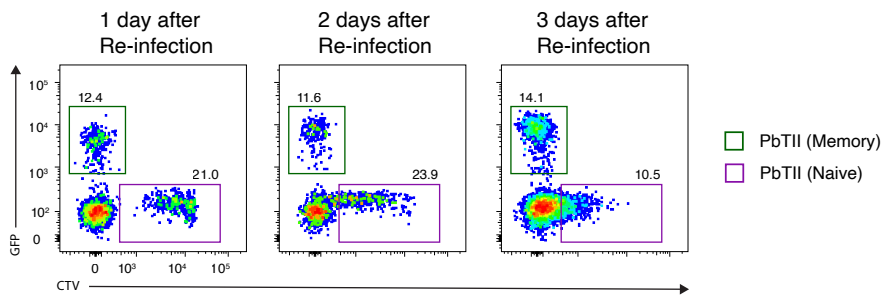 1 day after
Re-infection
2 days after
Re-infection
3 days after
Re-infection
12.4
21.0
11.6
23.9
14.1
10.5
10⁵
10⁴
10³
10²
0
GFP
0
10³
10⁴
10⁵
CTV
PbTII (Memory)
PbTII (Naive)